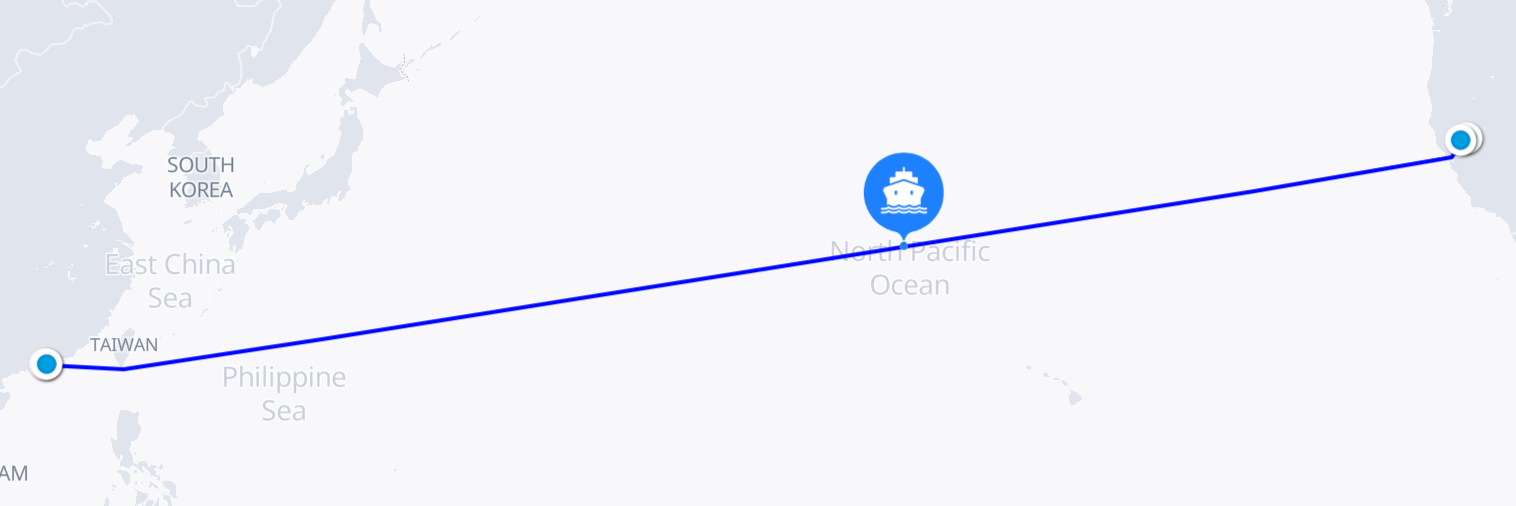 SOUTH
KOREA
North Pacific
Ocean
East China
Sea
TAIWAN
Philippine
Sea
AM